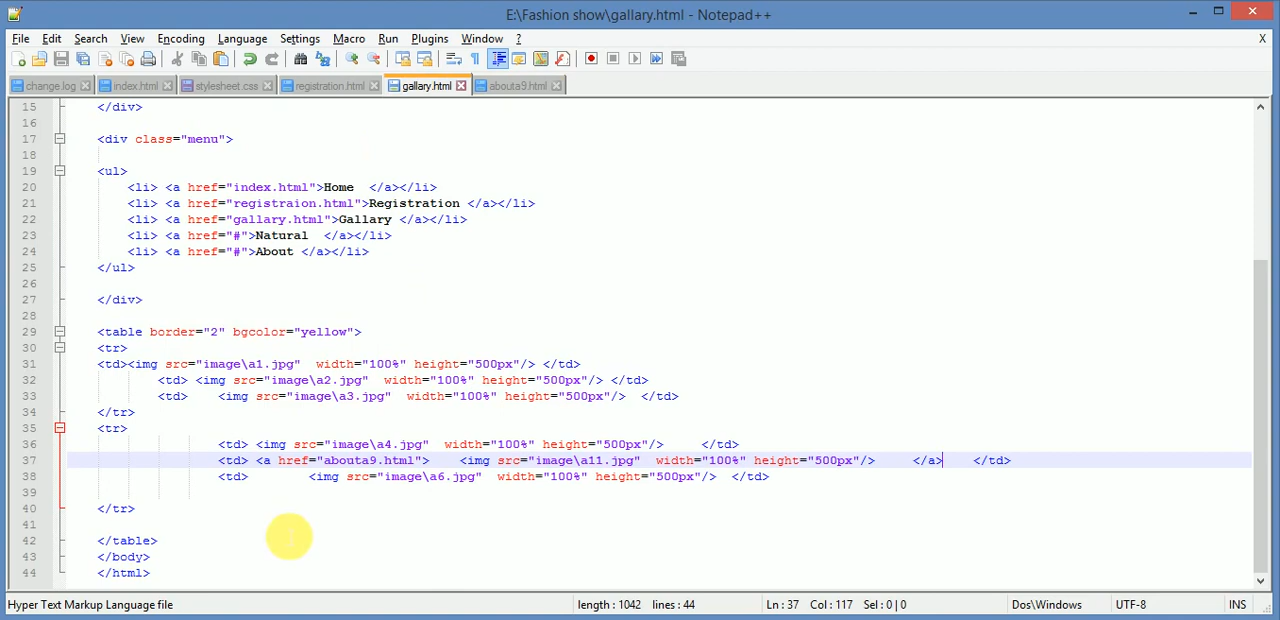 E:\Fashion show\gallary.html - Notepad++
File Edit Search View Encoding Language Settings Macro Run Plugins Window ? X
change.log index.html stylesheet.css registration.html gallary.html abouta9.html
15 </div>
16
17 <div class="menu">
18
19 <ul>
20 <li> <a href="index.html">Home  </a></li>
21 <li> <a href="registraion.html">Registration </a></li>
22 <li> <a href="gallary.html">Gallary </a></li>
23 <li> <a href="#">Natural  </a></li>
24 <li> <a href="#">About </a></li>
25 </ul>
26
27 </div>
28
29 <table border="2" bgcolor="yellow">
30 <tr>
31 <td><img src="image\a1.jpg"  width="100%" height="500px"/> </td>
32 <td> <img src="image\a2.jpg"  width="100%" height="500px"/> </td>
33 <td>    <img src="image\a3.jpg"  width="100%" height="500px"/>  </td>
34 </tr>
35 <tr>
36 <td> <img src="image\a4.jpg"  width="100%" height="500px"/>     </td>
37 <td> <a href="abouta9.html">    <img src="image\a11.jpg"  width="100%" height="500px"/>     </a>    </td>
38 <td>        <img src="image\a6.jpg"  width="100%" height="500px"/>  </td>
39
40 </tr>
41
42 </table>
43 </body>
44 </html>
Hyper Text Markup Language file length : 1042 lines : 44 Ln : 37 Col : 117 Sel : 0 | 0 Dos\Windows UTF-8 INS